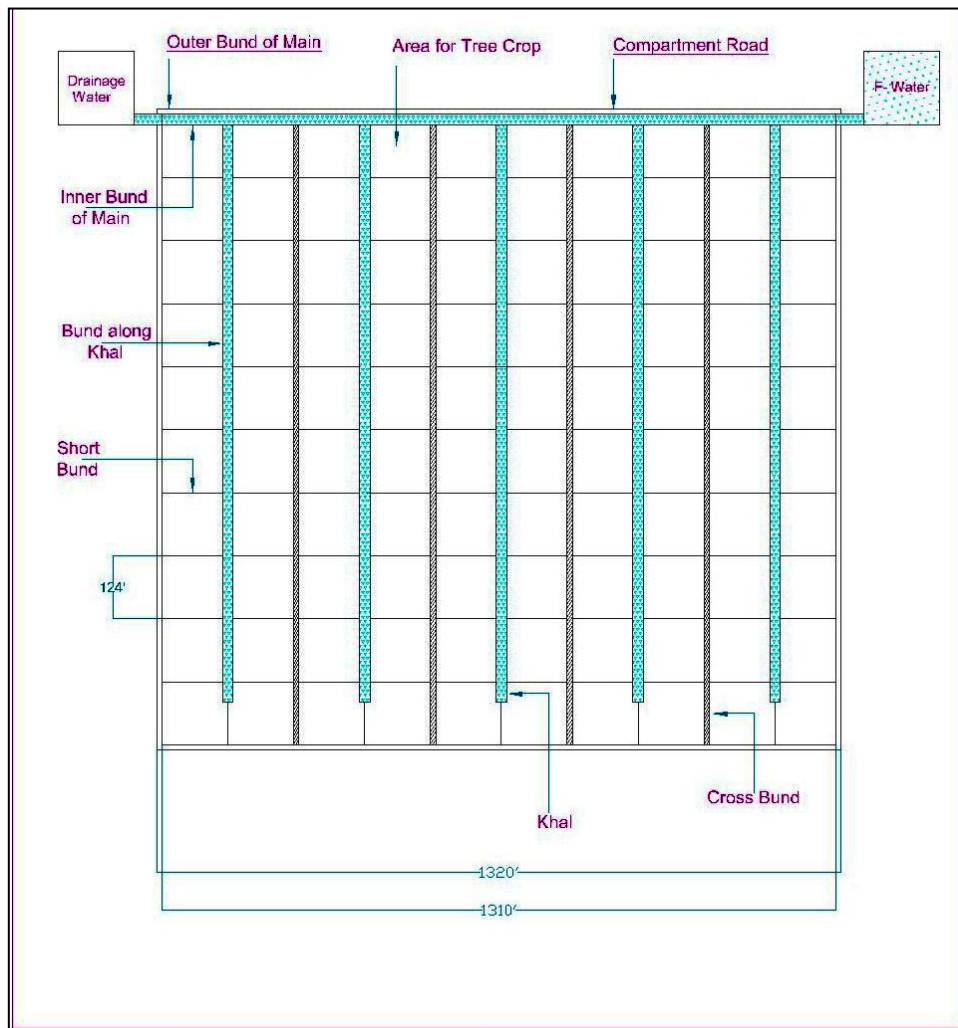 Outer Bund of Main
Area for Tree Crop
Compartment Road
Drainage
Water
F- Water
Inner Bund
of Main
Bund along
Khal
Short
Bund
124'
Khal
Cross Bund
1320'
1310'